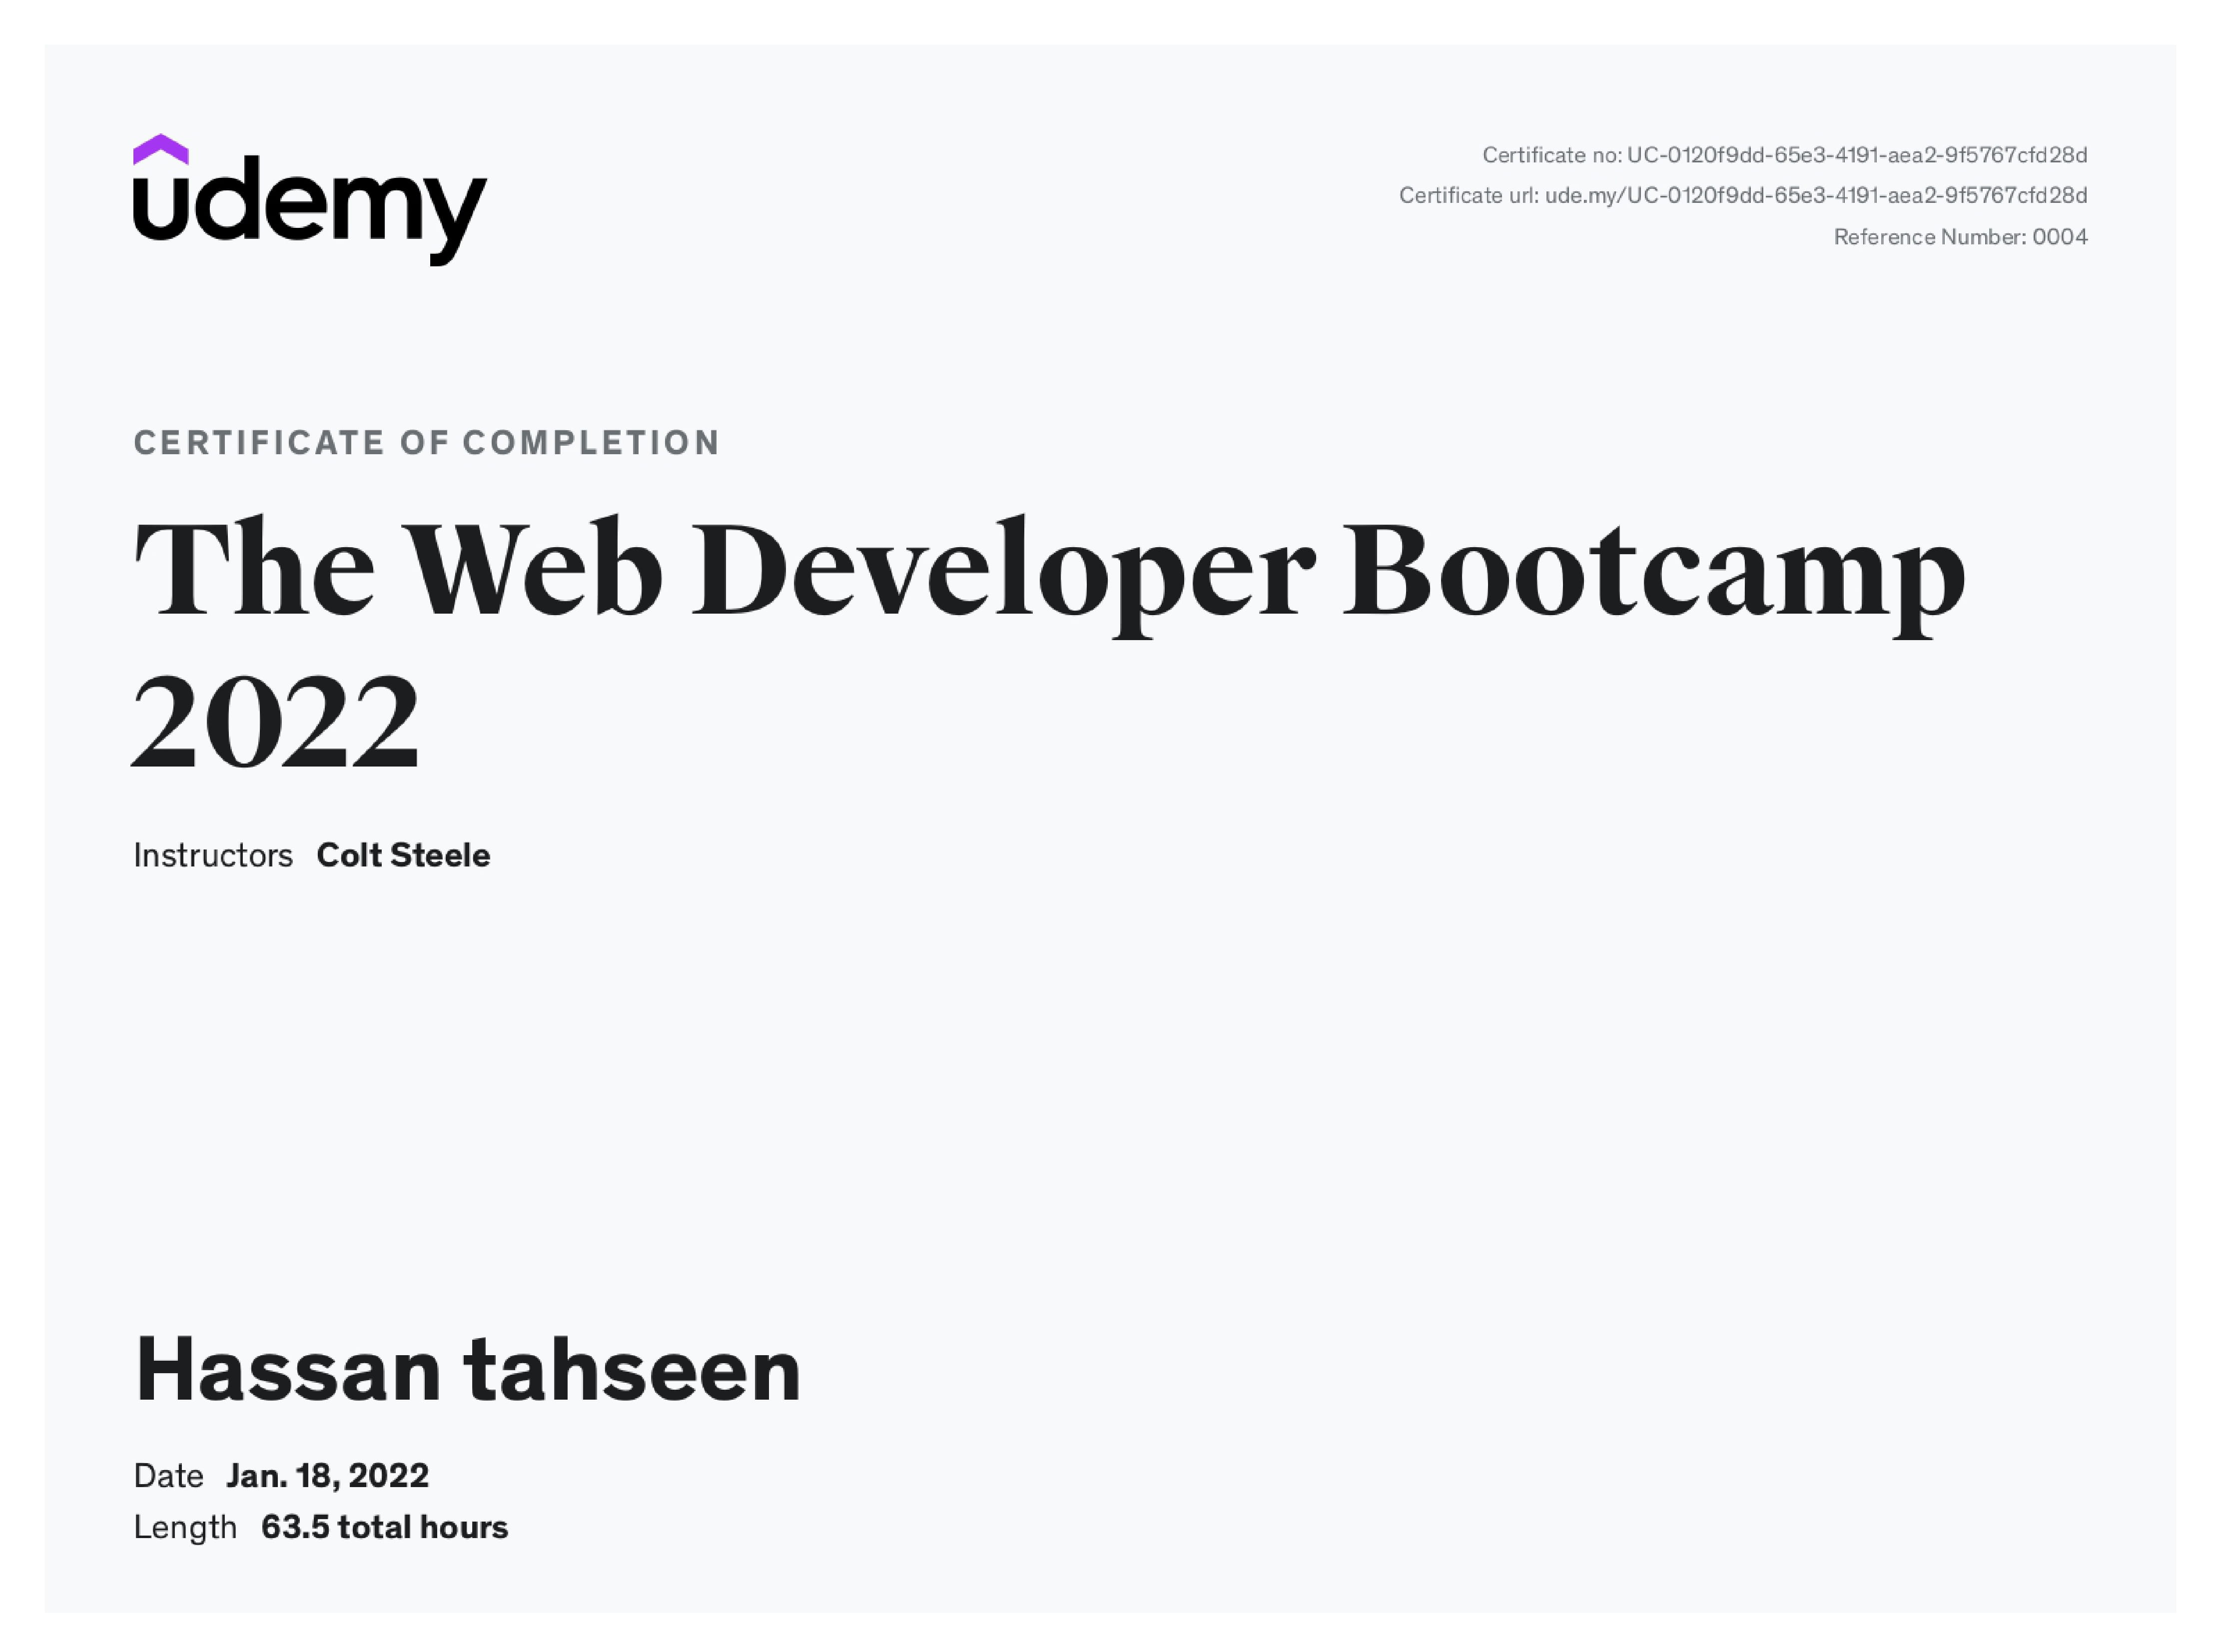 udemy
Certificate no: UC-0120f9dd-65e3-4191-aea2-9f5767cfd28d
Certificate url: ude.my/UC-0120f9dd-65e3-4191-aea2-9f5767cfd28d
Reference Number: 0004
CERTIFICATE OF COMPLETION
The Web Developer Bootcamp
2022
Instructors Colt Steele
Hassan tahseen
Date Jan. 18, 2022
Length 63.5 total hours